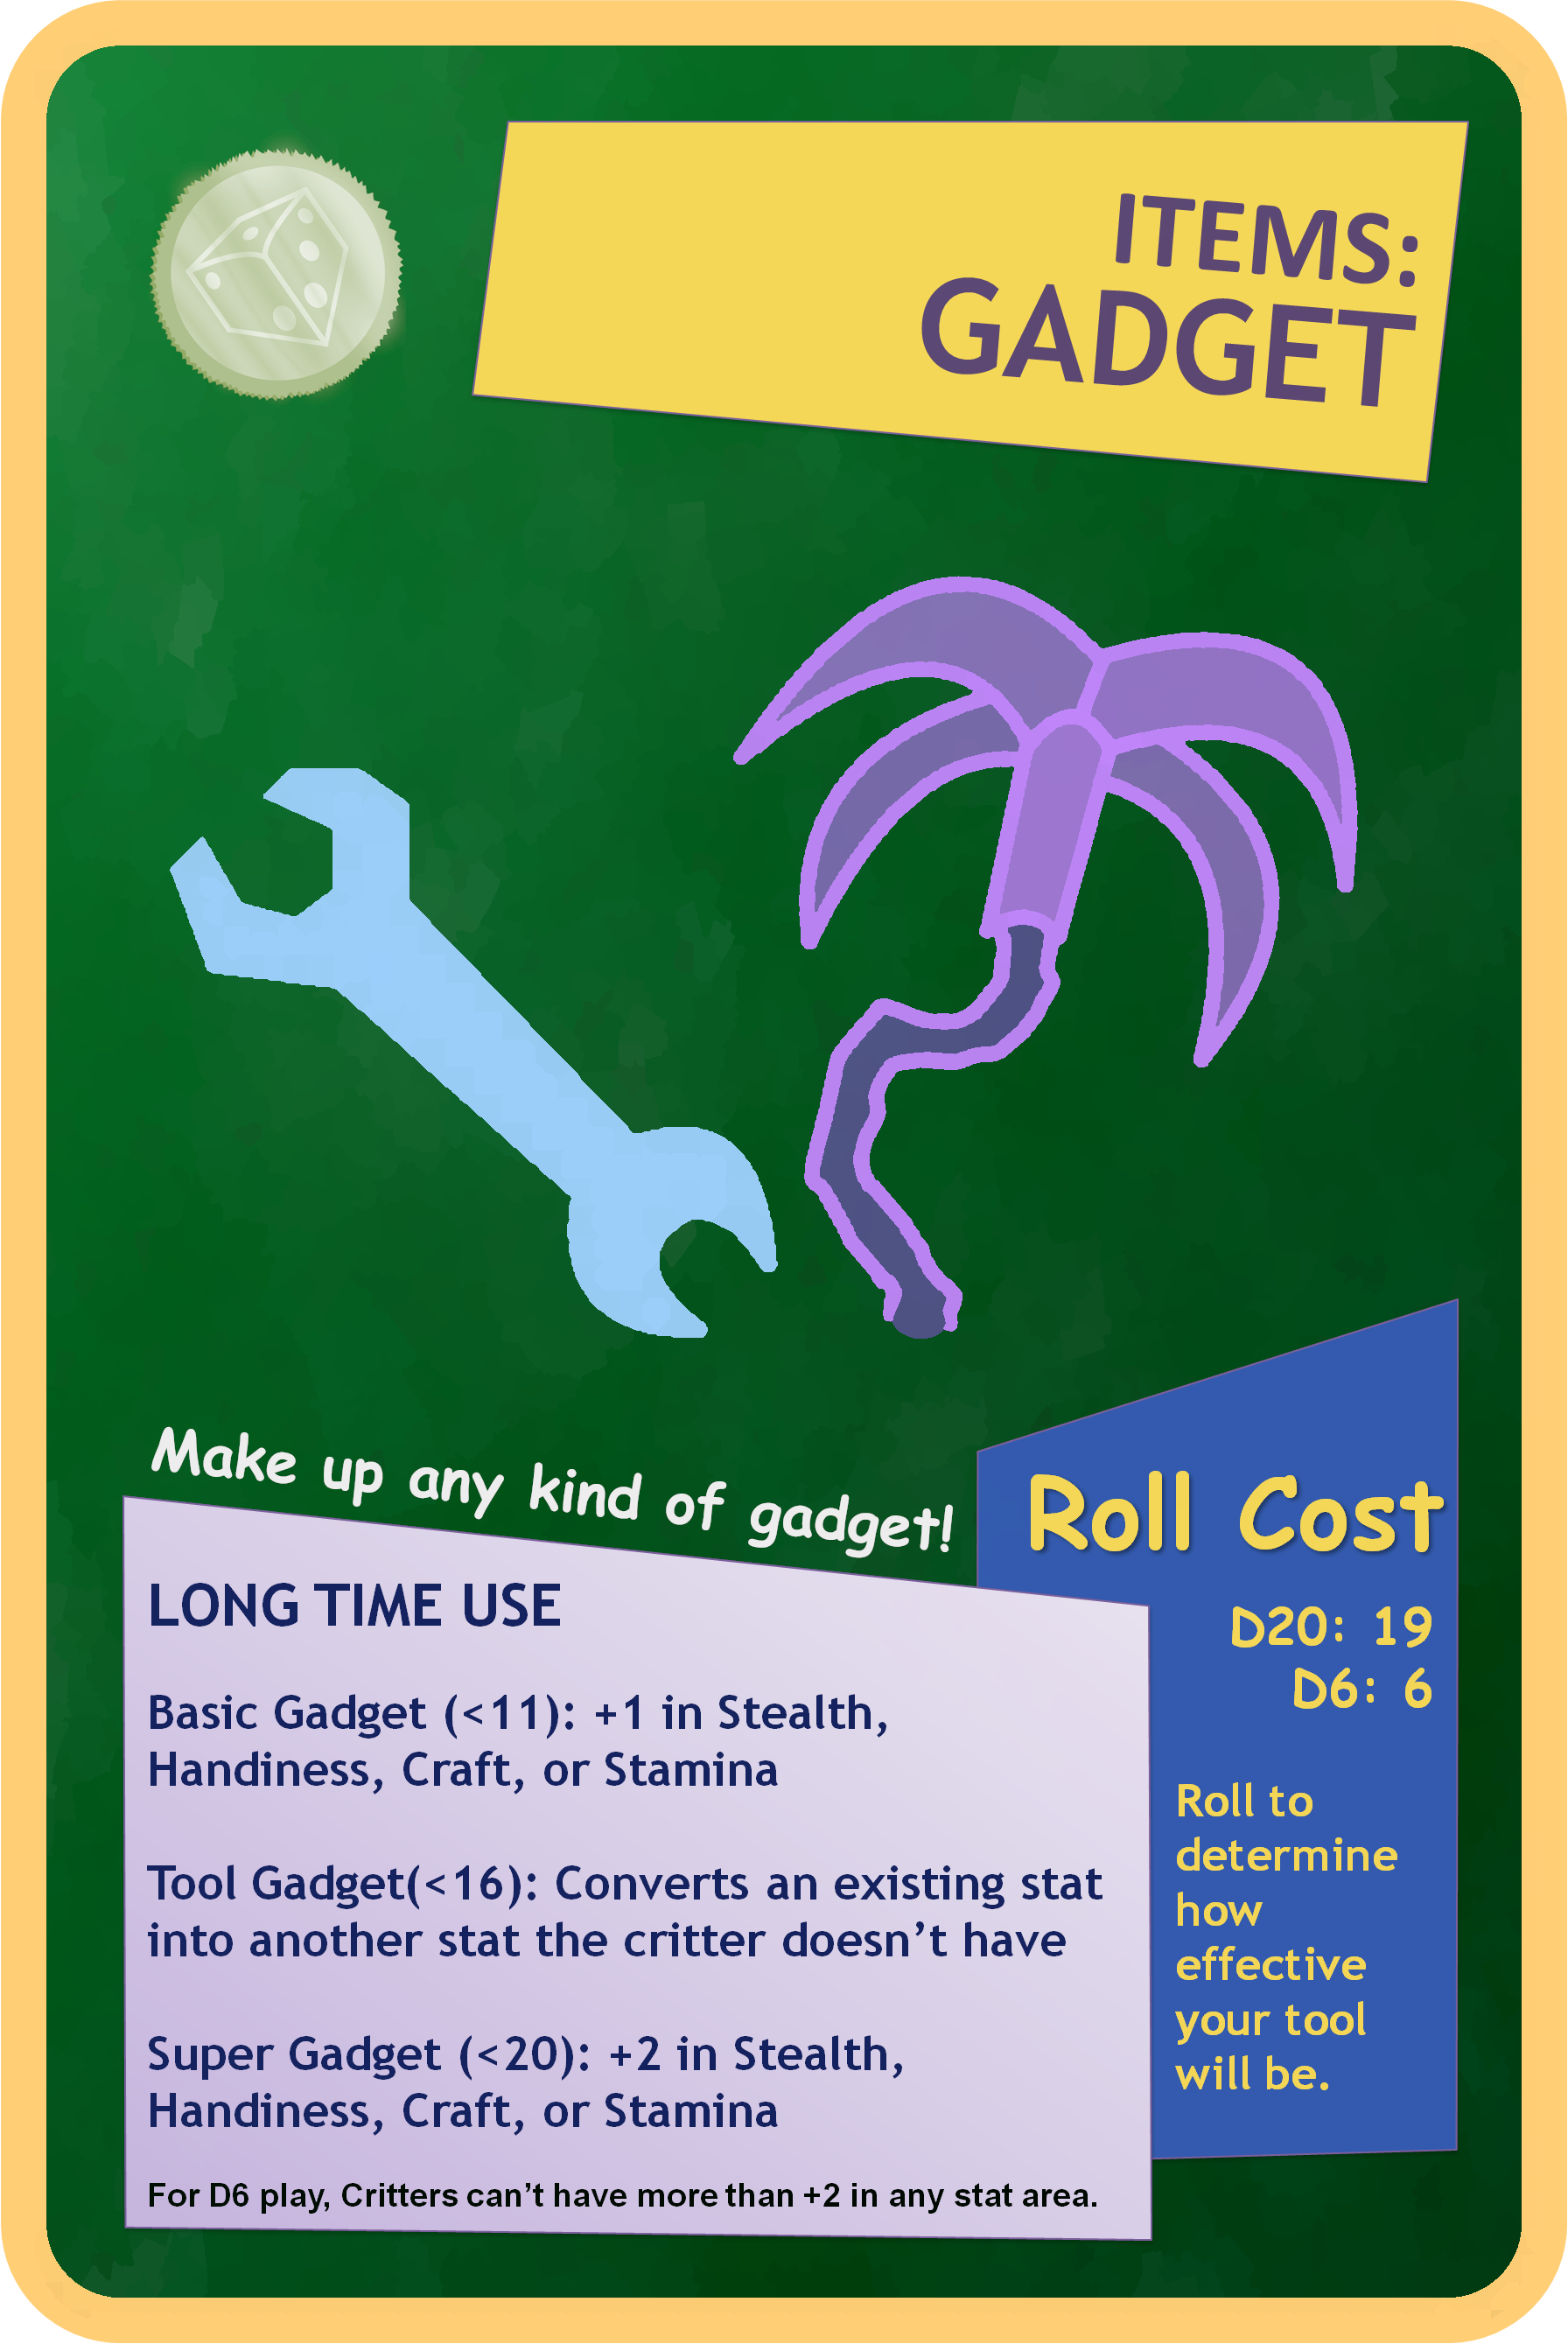 ITEMS:
GADGET
Make up any kind of gadget!
LONG TIME USE
Basic Gadget (<11): +1 in Stealth,
Handiness, Craft, or Stamina
Tool Gadget(<16): Converts an existing stat
into another stat the critter doesn’t have
Super Gadget (<20): +2 in Stealth,
Handiness, Craft, or Stamina
For D6 play, Critters can’t have more than +2 in any stat area.
Roll Cost
D20: 19
D6: 6
Roll to
determine
how
effective
your tool
will be.